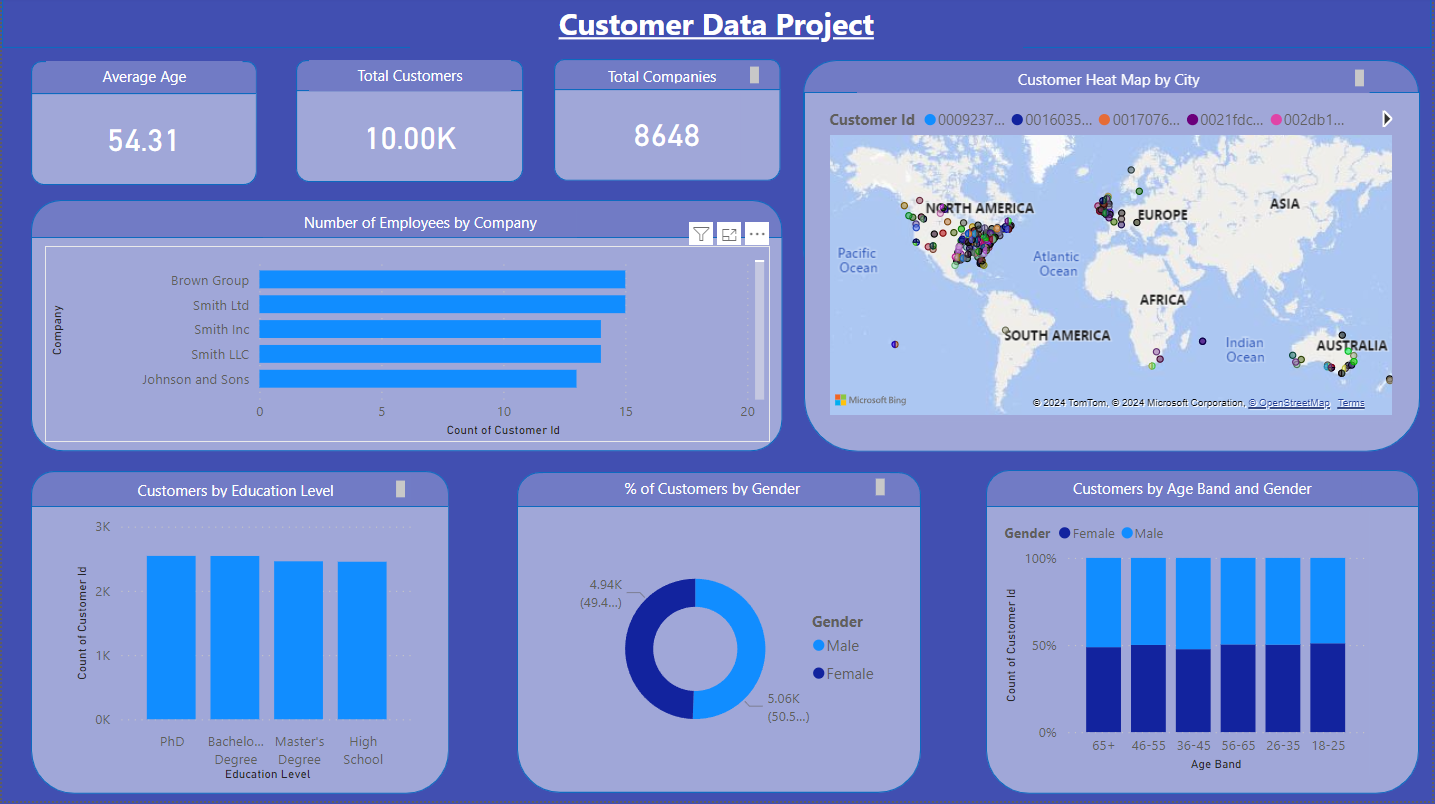 Customer Data Project
Average Age
54.31
Total Customers
10.00K
Total Companies
8648
Customer Heat Map by City
Customer Id
0009237...
0016035...
0017076...
0021fdc...
002db1...
NORTH AMERICA
EUROPE
ASIA
Pacific
Ocean
Atlantic
Ocean
AFRICA
SOUTH AMERICA
Indian
Ocean
AUSTRALIA
Microsoft Bing
© 2024 TomTom, © 2024 Microsoft Corporation, © OpenStreetMap Terms
Number of Employees by Company
Company
Brown Group
Smith Ltd
Smith Inc
Smith LLC
Johnson and Sons
0 5 10 15 20
Count of Customer Id
Customers by Education Level
Count of Customer Id
3K
2K
1K
0K
PhD
Bachelo...
Degree
Master's
Degree
High
School
Education Level
% of Customers by Gender
4.94K
(49.4...)
5.06K
(50.5...)
Gender
Male
Female
Customers by Age Band and Gender
Gender Female Male
Count of Customer Id
100%
50%
0%
65+ 46-55 36-45 56-65 26-35 18-25
Age Band